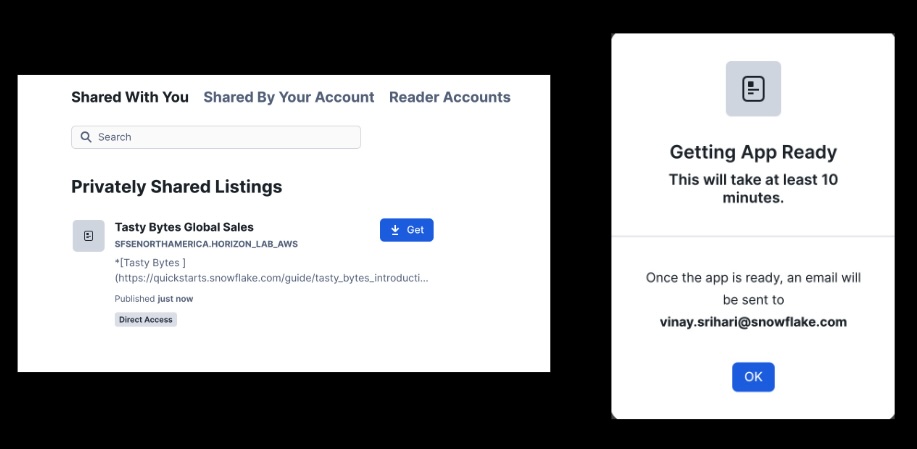 Shared With You Shared By Your Account Reader Accounts
Search
Privately Shared Listings
Tasty Bytes Global Sales
SFSENORTHAMERICA.HORIZON_LAB_AWS
Get
*[Tasty Bytes ]
(https://quickstarts.snowflake.com/guide/tasty_bytes_introducti...
Published just now
Direct Access
Getting App Ready
This will take at least 10
minutes.
Once the app is ready, an email will
be sent to
vinay.srihari@snowflake.com
OK